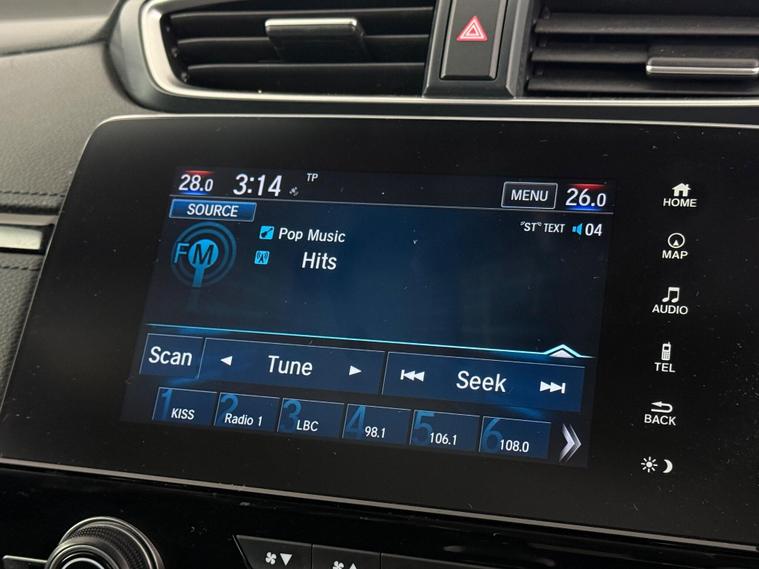 28.0 3:14 TP MENU 26.0
SOURCE
"ST" TEXT 04
FM
Pop Music
Hits
Scan Tune Seek
1 KISS
2 Radio 1
3 LBC
4 98.1
5 106.1
6 108.0
HOME
MAP
AUDIO
TEL
BACK